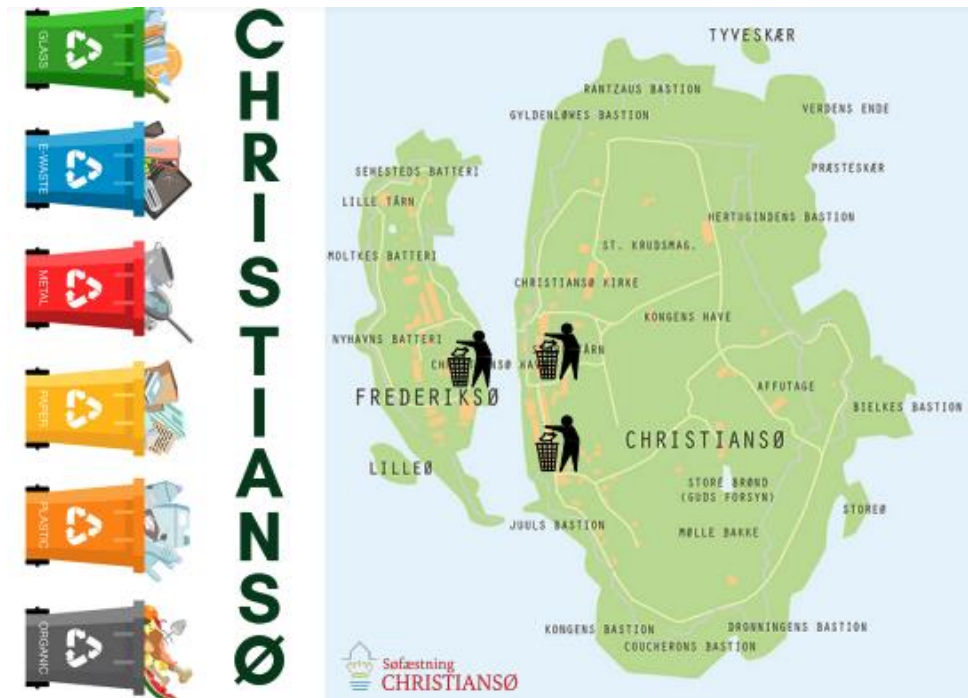 GLASS
E-WASTE
METAL
PAPER
PLASTIC
ORGANIC
CHRISTIANSØ
TYVESKÆR
RANTZAUS BASTION
GYLDENLØWES BASTION
VERDENS ENDE
SEHESTEDS BATTERI
PRÆSTESKÆR
LILLE TÅRN
HERTUGINDENS BASTION
ST. KRUDSMAG.
MOLTKES BATTERI
CHRISTIANSØ KIRKE
KONGENS HAVE
NYHAVNS BATTERI
TÅRN
AFFUTAGE
FREDERIKSØ
BIELKES BASTION
CHRISTIANSØ
LILLEØ
STORE BRØND
(GUDS FORSYN)
STOREØ
JUULS BASTION
MØLLE BAKKE
KONGENS BASTION
DRONNINGENS BASTION
COUCHERONS BASTION
Søfæstning
CHRISTIANSØ